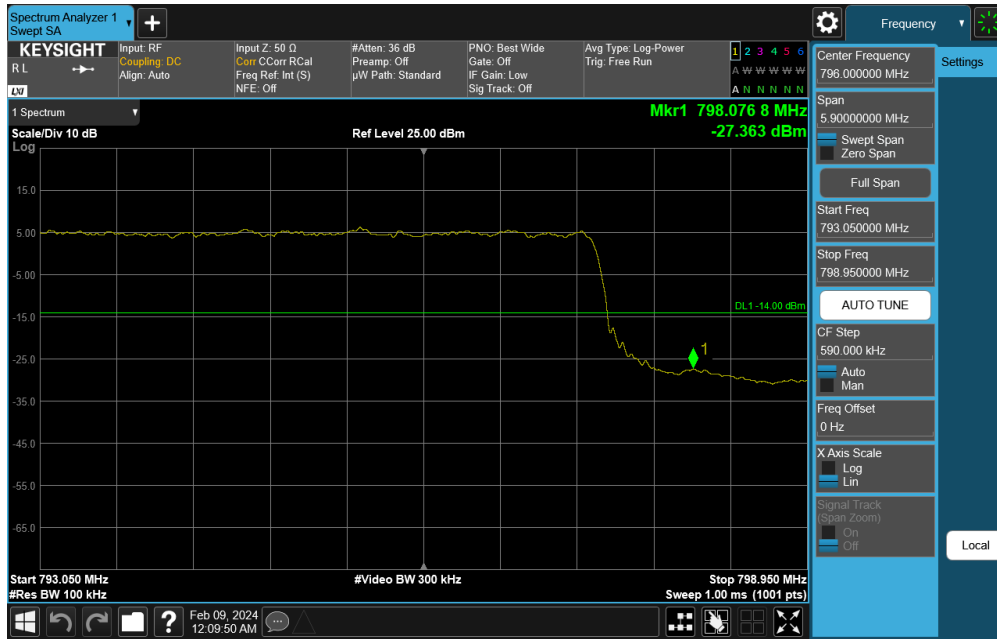 Spectrum Analyzer 1
Swept SA
Frequency
KEYSIGHT
R L
LXI
Input: RF
Coupling: DC
Align: Auto
Input Z: 50 Ω
Corr CCorr RCal
Freq Ref: Int (S)
NFE: Off
#Atten: 36 dB
Preamp: Off
µW Path: Standard
PNO: Best Wide
Gate: Off
IF Gain: Low
Sig Track: Off
Avg Type: Log-Power
Trig: Free Run
1 2 3 4 5 6
A W W W W W
A N N N N N
1 Spectrum
Mkr1 798.076 8 MHz
-27.363 dBm
Scale/Div 10 dB
Ref Level 25.00 dBm
Log
15.0
5.00
-5.00
-15.0
-25.0
-35.0
-45.0
-55.0
-65.0
DL1 -14.00 dBm
1
Start 793.050 MHz
#Video BW 300 kHz
Stop 798.950 MHz
#Res BW 100 kHz
Sweep 1.00 ms (1001 pts)
Center Frequency
796.000000 MHz
Settings
Span
5.90000000 MHz
Swept Span
Zero Span
Full Span
Start Freq
793.050000 MHz
Stop Freq
798.950000 MHz
AUTO TUNE
CF Step
590.000 kHz
Auto
Man
Freq Offset
0 Hz
X Axis Scale
Log
Lin
Signal Track
(Span Zoom)
On
Off
Local
?
Feb 09, 2024
12:09:50 AM